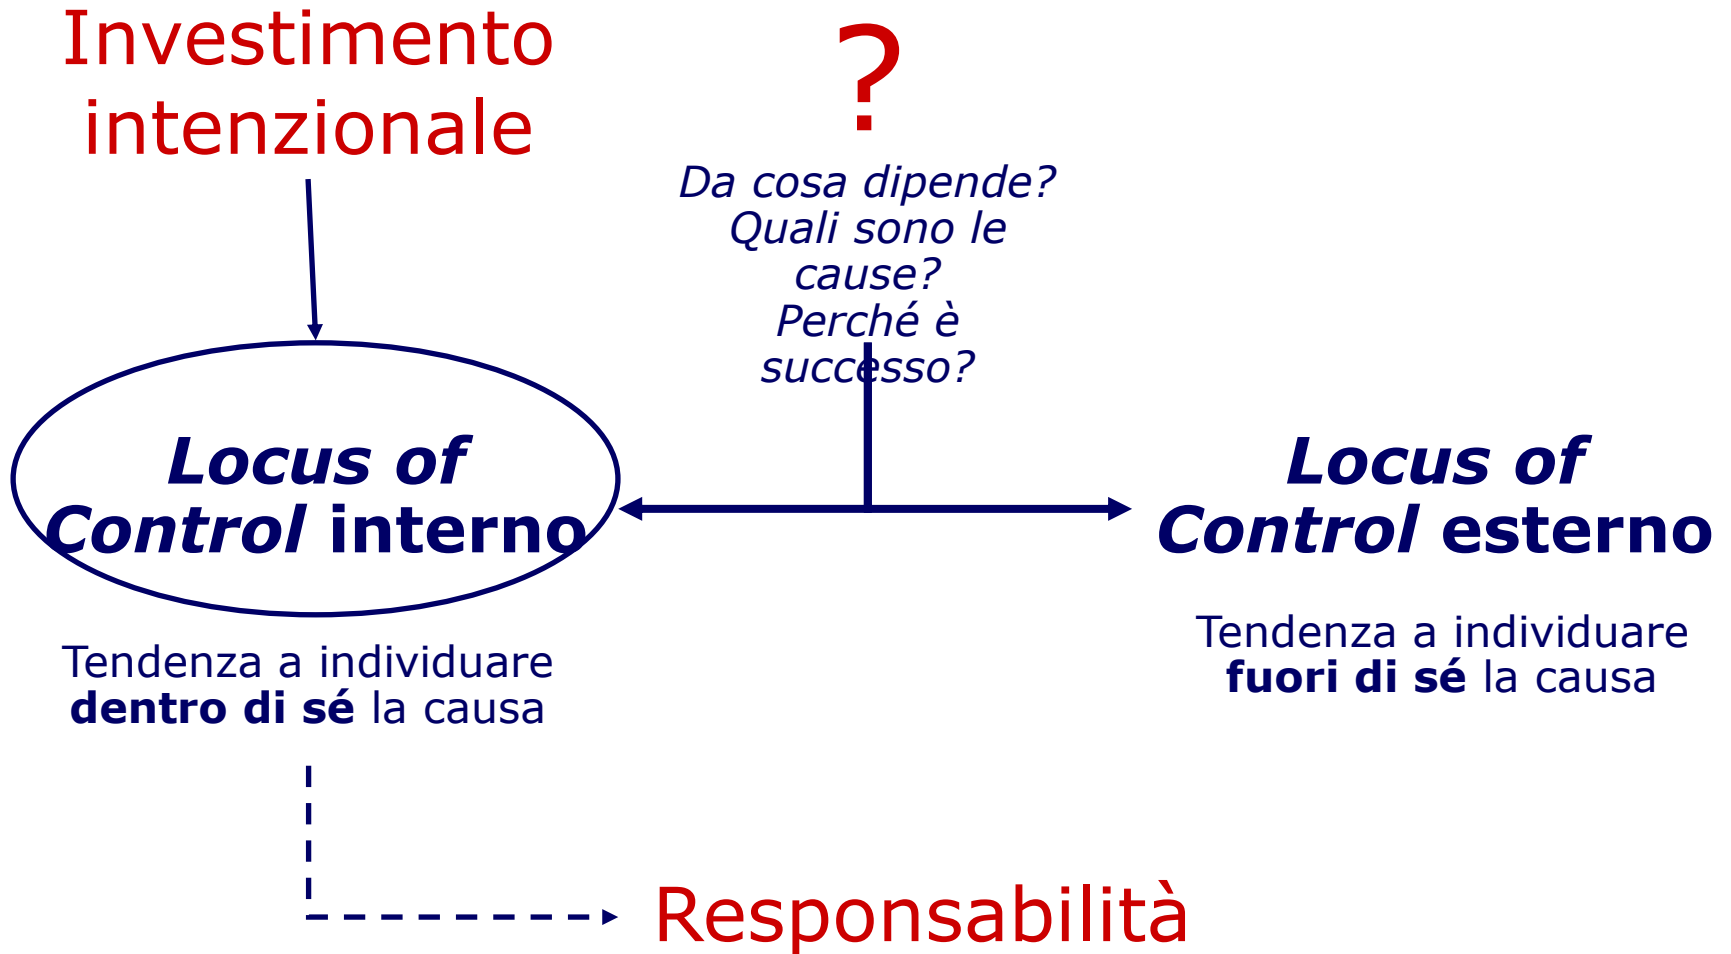 Investimento
intenzionale
?
Da cosa dipende?
Quali sono le
cause?
Perché è
successo?
Locus of
Control interno
Tendenza a individuare
dentro di sé la causa
Locus of
Control esterno
Tendenza a individuare
fuori di sé la causa
Responsabilità